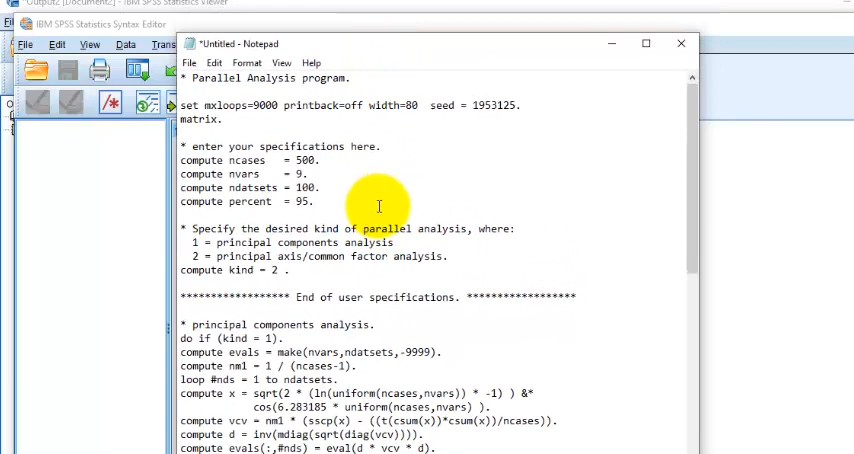 *Output2 [Document2] - IBM SPSS Statistics Viewer
IBM SPSS Statistics Syntax Editor
File Edit View Data Trans
*Untitled - Notepad
File Edit Format View Help
* Parallel Analysis program.
set mxloops=9000 printback=off width=80 seed = 1953125.
matrix.
* enter your specifications here.
compute ncases = 500.
compute nvars = 9.
compute ndatsets = 100.
compute percent = 95.
* Specify the desired kind of parallel analysis, where:
1 = principal components analysis
2 = principal axis/common factor analysis.
compute kind = 2 .
****************** End of user specifications. ******************
* principal components analysis.
do if (kind = 1).
compute evals = make(nvars,ndatsets,-9999).
compute nm1 = 1 / (ncases-1).
loop #nds = 1 to ndatsets.
compute x = sqrt(2 * (ln(uniform(ncases,nvars)) * -1) ) &*
cos(6.283185 * uniform(ncases,nvars) ).
compute vcv = nm1 * (sscp(x) - ((t(csum(x))*csum(x))/ncases)).
compute d = inv(mdiag(sqrt(diag(vcv)))).
compute evals(:,#nds) = eval(d * vcv * d).